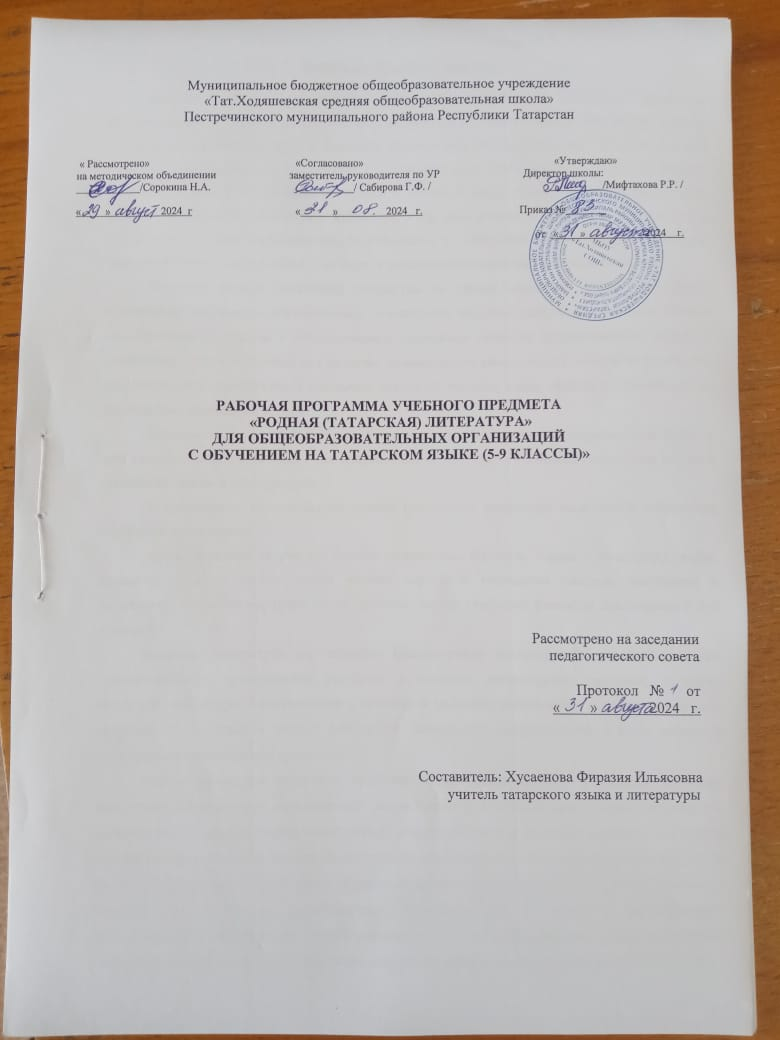 Муниципальное бюджетное общеобразовательное учреждение
«Тат.Ходяшевская средняя общеобразовательная школа»
Пестречинского муниципального района Республики Татарстан
« Рассмотрено»
на методическом объединении
/Сорокина Н.А.
« 29 » август 2024 г
«Согласовано»
заместитель руководителя по УР
/ Сабирова Г.Ф. /
« 21 » 08. 2024 г.
«Утверждаю»
Директор школы:
/Мифтахова Р.Р. /
Приказ № 83
от « 31 » августа 2024 г.
РАБОЧАЯ ПРОГРАММА УЧЕБНОГО ПРЕДМЕТА
«РОДНАЯ (ТАТАРСКАЯ) ЛИТЕРАТУРА»
ДЛЯ ОБЩЕОБРАЗОВАТЕЛЬНЫХ ОРГАНИЗАЦИЙ
С ОБУЧЕНИЕМ НА ТАТАРСКОМ ЯЗЫКЕ (5-9 КЛАССЫ)»
Рассмотрено на заседании
педагогического совета
Протокол № 1 от
« 31 » августа 2024 г.
Составитель: Хусаенова Фиразия Ильясовна
учитель татарского языка и литературы